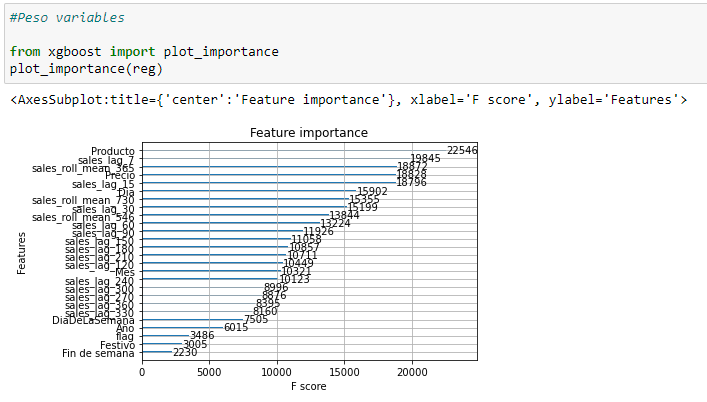 #Peso variables
from xgboost import plot_importance
plot_importance(reg)
<AxesSubplot:title={'center':'Feature importance'}, xlabel='F score', ylabel='Features'>
Feature importance
Producto 22546
sales_lag_7 19845
sales_roll_mean_365 18872
Precio 18828
sales_lag_15 18796
Dia 15902
sales_roll_mean_730 15355
sales_lag_30 15199
sales_roll_mean_546 13844
sales_lag_60 13224
sales_lag_90 11926
sales_lag_150 11058
sales_lag_180 10857
sales_lag_210 10711
sales_lag_120 10449
Mes 10321
sales_lag_240 10123
sales_lag_300 8996
sales_lag_270 8876
sales_lag_360 8395
sales_lag_330 8160
DiaDeLaSemana 7505
Ano 6015
flag 3486
Festivo 3005
Fin de semana 2230
Features
0 5000 10000 15000 20000
F score